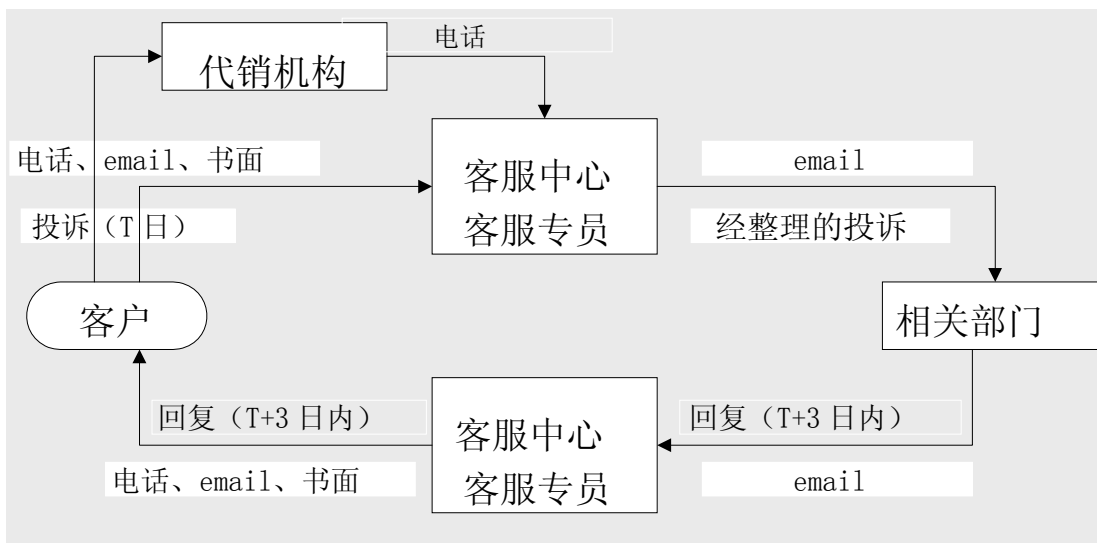 电话
代销机构
电话、email、书面
客服中心
客服专员
email
投诉（T日）
经整理的投诉
客户
相关部门
回复（T+3 日内）
客服中心
客服专员
回复（T+3 日内）
电话、email、书面
email